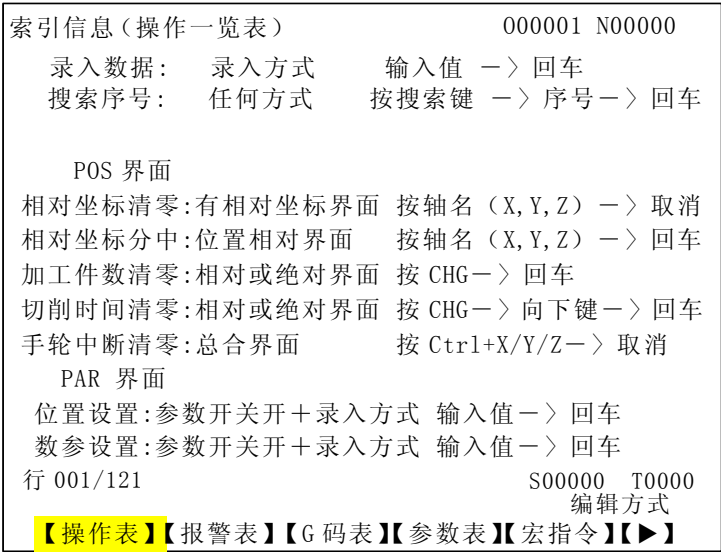 索引信息(操作一览表) O00001 N00000
录入数据: 录入方式 输入值 －〉回车
搜索序号: 任何方式 按搜索键 －〉序号－〉回车
POS 界面
相对坐标清零:有相对坐标界面 按轴名（X,Y,Z）－〉取消
相对坐标分中:位置相对界面 按轴名（X,Y,Z）－〉回车
加工件数清零:相对或绝对界面 按 CHG－〉回车
切削时间清零:相对或绝对界面 按 CHG－〉向下键－〉回车
手轮中断清零:总合界面 按 Ctrl+X/Y/Z－〉取消
PAR 界面
位置设置:参数开关开＋录入方式 输入值－〉回车
数参设置:参数开关开＋录入方式 输入值－〉回车
行 001/121 S00000 T0000
编辑方式
【操作表】【报警表】【G 码表】【参数表】【宏指令】【▶】